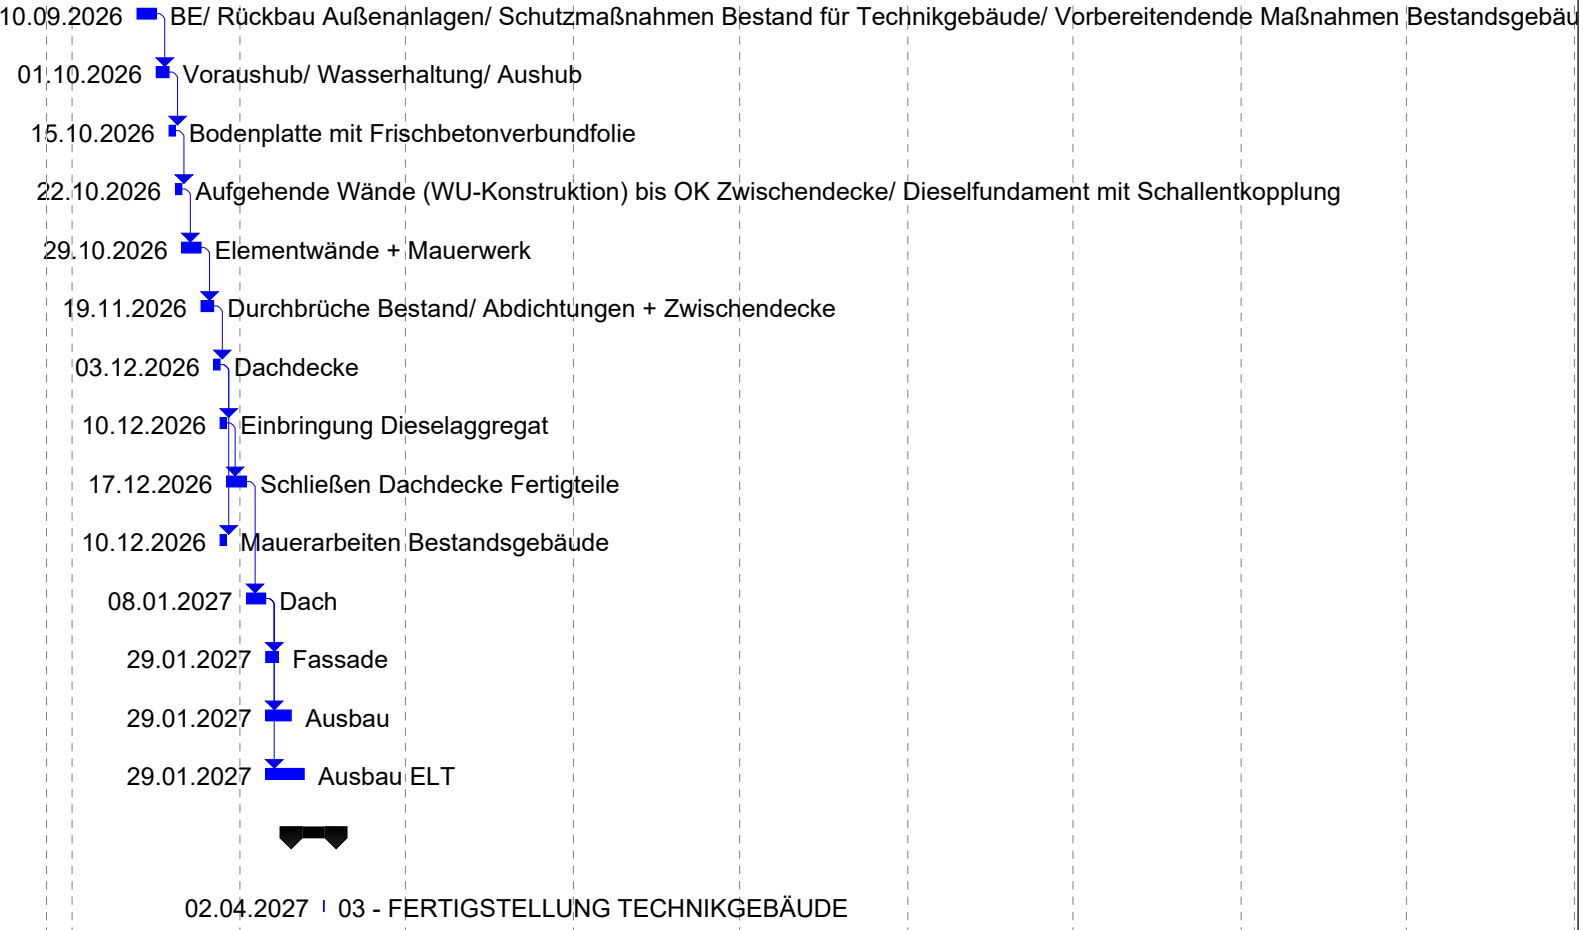 10.09.2026 BE/ Rückbau Außenanlagen/ Schutzmaßnahmen Bestand für Technikgebäude/ Vorbereitendende Maßnahmen Bestandsgebäu
01.10.2026 Voraushub/ Wasserhaltung/ Aushub
15.10.2026 Bodenplatte mit Frischbetonverbundfolie
22.10.2026 Aufgehende Wände (WU-Konstruktion) bis OK Zwischendecke/ Dieselfundament mit Schallentkopplung
29.10.2026 Elementwände + Mauerwerk
19.11.2026 Durchbrüche Bestand/ Abdichtungen + Zwischendecke
03.12.2026 Dachdecke
10.12.2026 Einbringung Dieselaggregat
17.12.2026 Schließen Dachdecke Fertigteile
10.12.2026 Mauerarbeiten Bestandsgebäude
08.01.2027 Dach
29.01.2027 Fassade
29.01.2027 Ausbau
29.01.2027 Ausbau ELT
02.04.2027 03 - FERTIGSTELLUNG TECHNIKGEBÄUDE